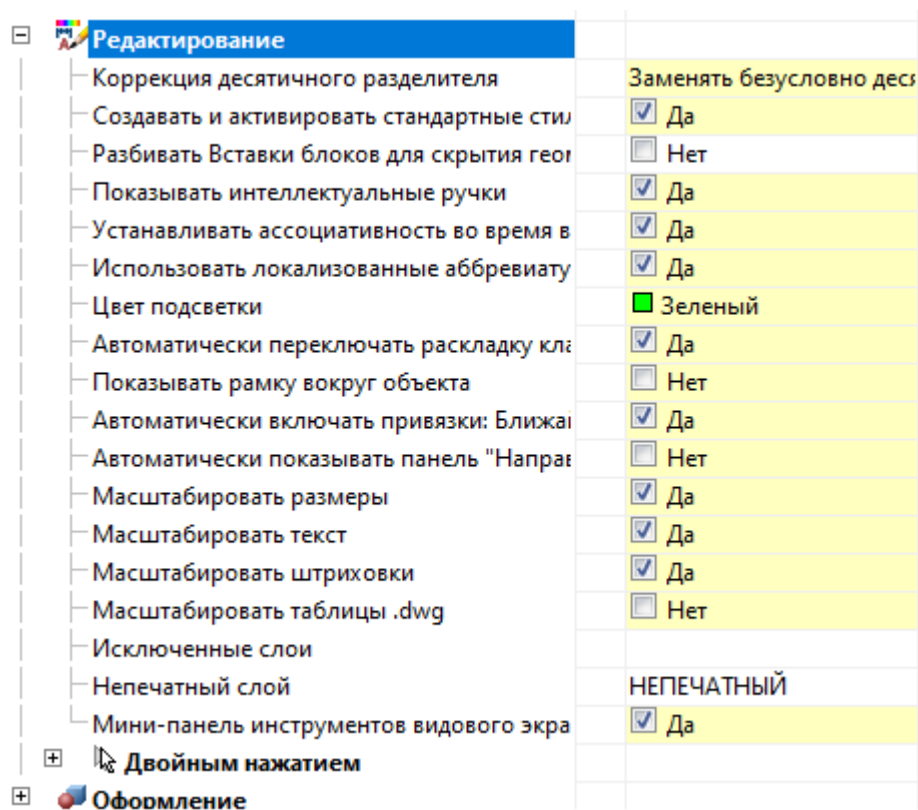 Редактирование
Коррекция десятичного разделителя Заменять безусловно деся
Создавать и активировать стандартные стил Да
Разбивать Вставки блоков для скрытия геом Нет
Показывать интеллектуальные ручки Да
Устанавливать ассоциативность во время в Да
Использовать локализованные аббревиату Да
Цвет подсветки Зеленый
Автоматически переключать раскладку кла Да
Показывать рамку вокруг объекта Нет
Автоматически включать привязки: Ближай Да
Автоматически показывать панель "Направ Нет
Масштабировать размеры Да
Масштабировать текст Да
Масштабировать штриховки Да
Масштабировать таблицы .dwg Нет
Исключенные слои
Непечатный слой НЕПЕЧАТНЫЙ
Мини-панель инструментов видового экра Да
Двойным нажатием
Оформление